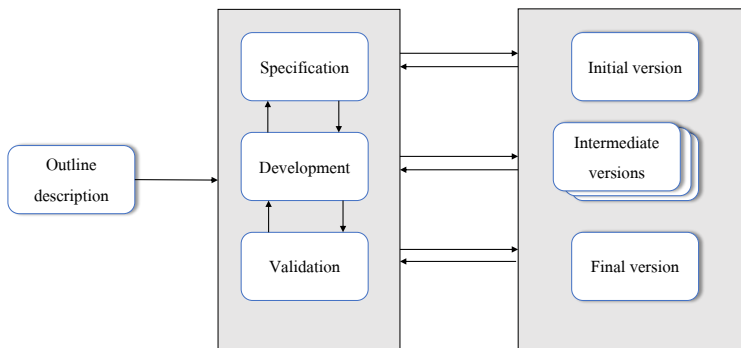 Outline
description
Specification
Development
Validation
Initial version
Intermediate
versions
Final version